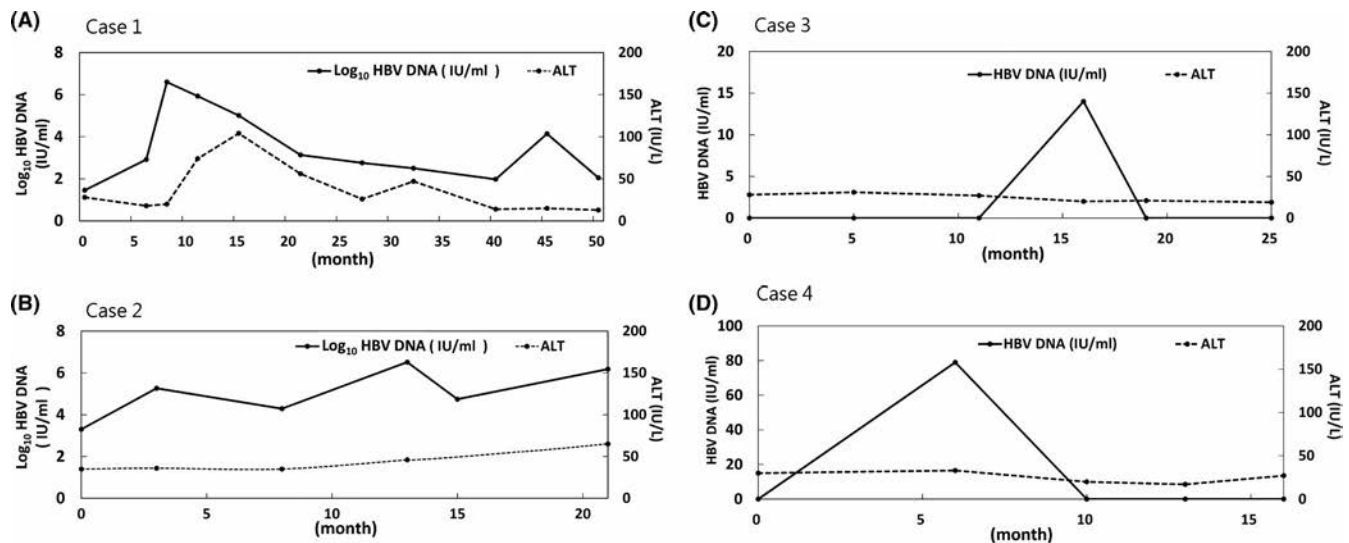 (A) Case 1
8 200
Log₁₀ HBV DNA ( IU/ml ) ALT
6 150
4 100
2 50
0 0
Log₁₀ HBV DNA
(IU/ml)
ALT (IU/L)
0 5 10 15 20 25 30 35 40 45 50
(month)
(B) Case 2
8 200
Log₁₀ HBV DNA ( IU/ml ) ALT
6 150
4 100
2 50
0 0
Log₁₀ HBV DNA
( IU/ml )
ALT (IU/L)
0 5 10 15 20
(month)
(C) Case 3
20 200
HBV DNA (IU/ml) ALT
15 150
10 100
5 50
0 0
HBV DNA (IU/ml)
ALT (IU/L)
0 5 10 15 20 25
(month)
(D) Case 4
100 200
HBV DNA (IU/ml) ALT
80
150
60
100
40
20 50
0 0
HBV DNA (IU/ml)
ALT (IU/L)
0 5 10 15
(month)